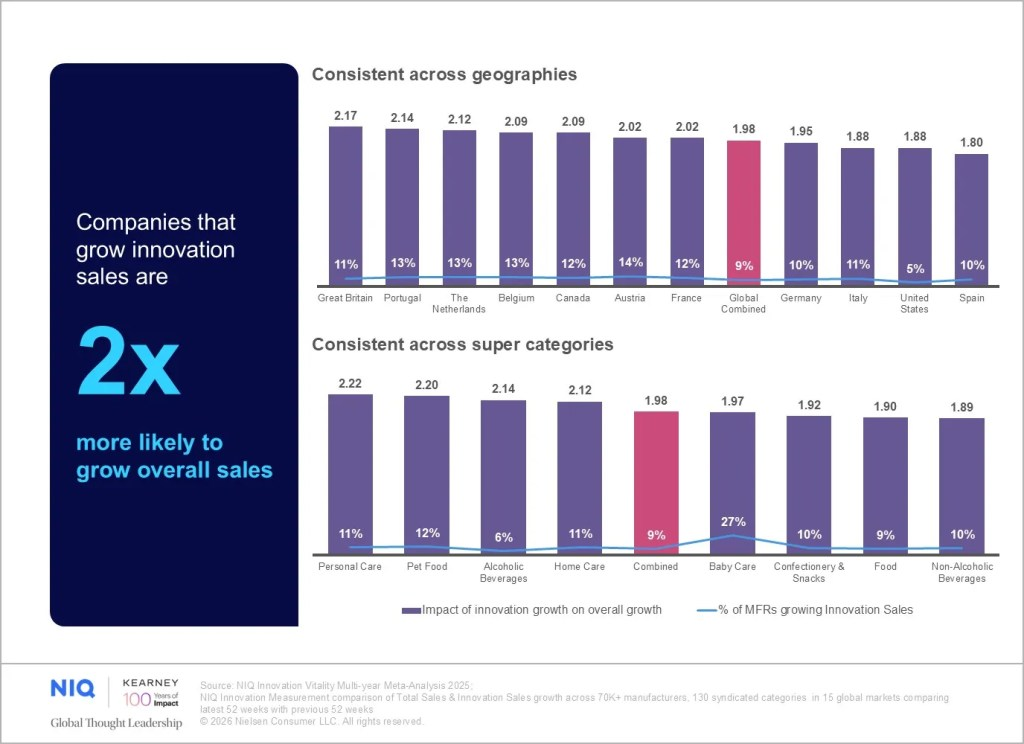 Companies that
grow innovation
sales are
2x
more likely to
grow overall sales
Consistent across geographies
2.17 2.14 2.12 2.09 2.09 2.02 2.02 1.98 1.95 1.88 1.88 1.80
11% 13% 13% 13% 12% 14% 12% 9% 10% 11% 5% 10%
Great Britain Portugal The Netherlands Belgium Canada Austria France Global Combined Germany Italy United States Spain
Consistent across super categories
2.22 2.20 2.14 2.12 1.98 1.97 1.92 1.90 1.89
11% 12% 6% 11% 9% 27% 10% 9% 10%
Personal Care Pet Food Alcoholic Beverages Home Care Combined Baby Care Confectionery & Snacks Food Non-Alcoholic Beverages
Impact of innovation growth on overall growth % of MFRs growing Innovation Sales
NIQ
KEARNEY
100 Years of Impact
Global Thought Leadership
Source: NIQ Innovation Vitality Multi-year Meta-Analysis 2025;
NIQ Innovation Measurement comparison of Total Sales & Innovation Sales growth across 70K+ manufacturers, 130 syndicated categories in 15 global markets comparing
latest 52 weeks with previous 52 weeks
© 2026 Nielsen Consumer LLC. All rights reserved.